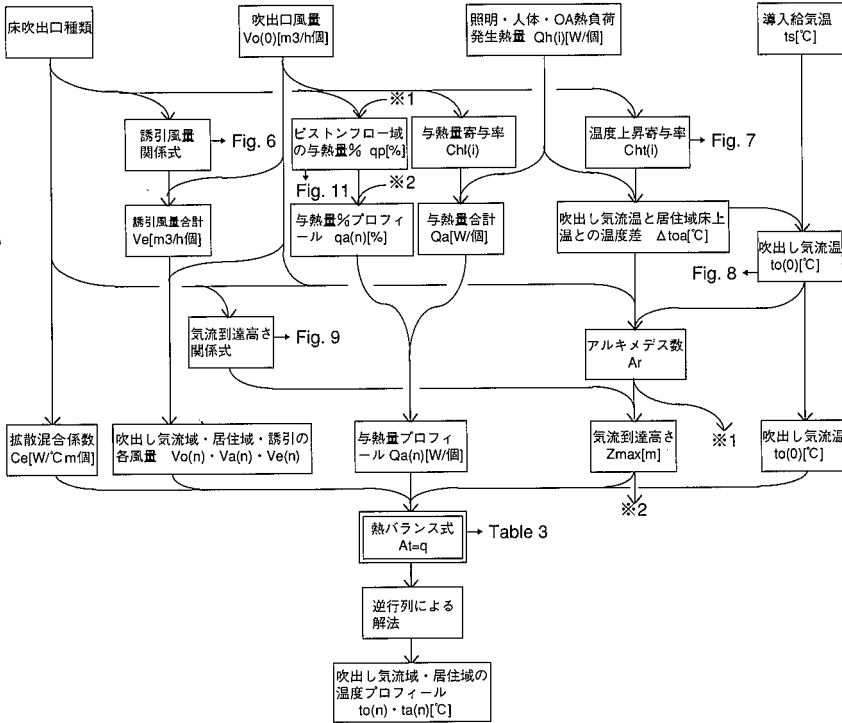 床吹出口種類
吹出口風量
Vo(0)[m3/h個]
照明・人体・OA熱負荷
発生熱量 Qh(i)[W/個]
導入給気温
ts[℃]
※1
誘引風量
関係式
Fig. 6
ピストンフロー域
の与熱量% qp[%]
与熱量寄与率
Chl(i)
温度上昇寄与率
Cht(i)
Fig. 7
Fig. 11
※2
誘引風量合計
Ve[m3/h個]
与熱量%プロフィ
ール qa(n)[%]
与熱量合計
Qa[W/個]
吹出し気流温と居住域床上
温との温度差 Δtoa[℃]
吹出し気流温
to(0)[℃]
Fig. 8
気流到達高さ
関係式
Fig. 9
アルキメデス数
Ar
※1
拡散混合係数
Ce[W/℃m個]
吹出し気流域・居住域・誘引の
各風量 Vo(n)・Va(n)・Ve(n)
与熱量プロフィ
ール Qa(n)[W/個]
気流到達高さ
Zmax[m]
吹出し気流温
to(0)[℃]
※2
熱バランス式
At=q
Table 3
逆行列による
解法
吹出し気流域・居住域の
温度プロフィール
to(n)・ta(n)[℃]